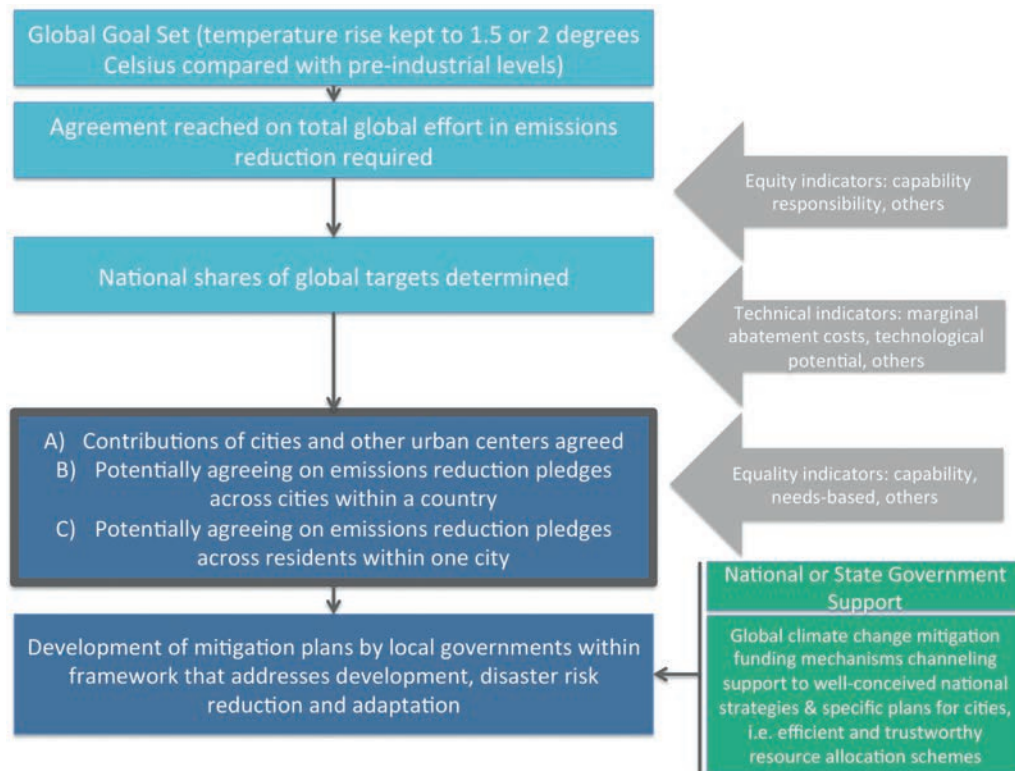 Global Goal Set (temperature rise kept to 1.5 or 2 degrees
Celsius compared with pre-industrial levels)
Agreement reached on total global effort in emissions
reduction required
Equity indicators: capability
responsibility, others
National shares of global targets determined
Technical indicators: marginal
abatement costs, technological
potential, others
A) Contributions of cities and other urban centers agreed
B) Potentially agreeing on emissions reduction pledges
across cities within a country
C) Potentially agreeing on emissions reduction pledges
across residents within one city
Equality indicators: capability,
needs-based, others
Development of mitigation plans by local governments within
framework that addresses development, disaster risk
reduction and adaptation
National or State Government
Support
Global climate change mitigation
funding mechanisms channeling
support to well-conceived national
strategies & specific plans for cities,
i.e. efficient and trustworthy
resource allocation schemes